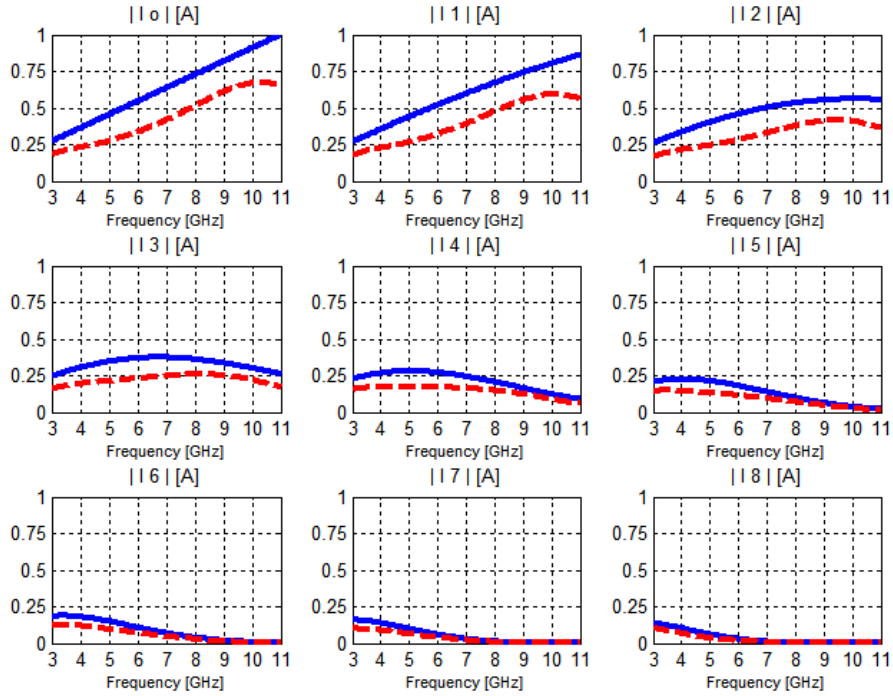 | I o | [A] | I 1 | [A] | I 2 | [A]
1 1 1
0.75 0.75 0.75
0.5 0.5 0.5
0.25 0.25 0.25
0 0 0
3 4 5 6 7 8 9 10 11 3 4 5 6 7 8 9 10 11 3 4 5 6 7 8 9 10 11
Frequency [GHz] Frequency [GHz] Frequency [GHz]
| I 3 | [A] | I 4 | [A] | I 5 | [A]
1 1 1
0.75 0.75 0.75
0.5 0.5 0.5
0.25 0.25 0.25
0 0 0
3 4 5 6 7 8 9 10 11 3 4 5 6 7 8 9 10 11 3 4 5 6 7 8 9 10 11
Frequency [GHz] Frequency [GHz] Frequency [GHz]
| I 6 | [A] | I 7 | [A] | I 8 | [A]
1 1 1
0.75 0.75 0.75
0.5 0.5 0.5
0.25 0.25 0.25
0 0 0
3 4 5 6 7 8 9 10 11 3 4 5 6 7 8 9 10 11 3 4 5 6 7 8 9 10 11
Frequency [GHz] Frequency [GHz] Frequency [GHz]